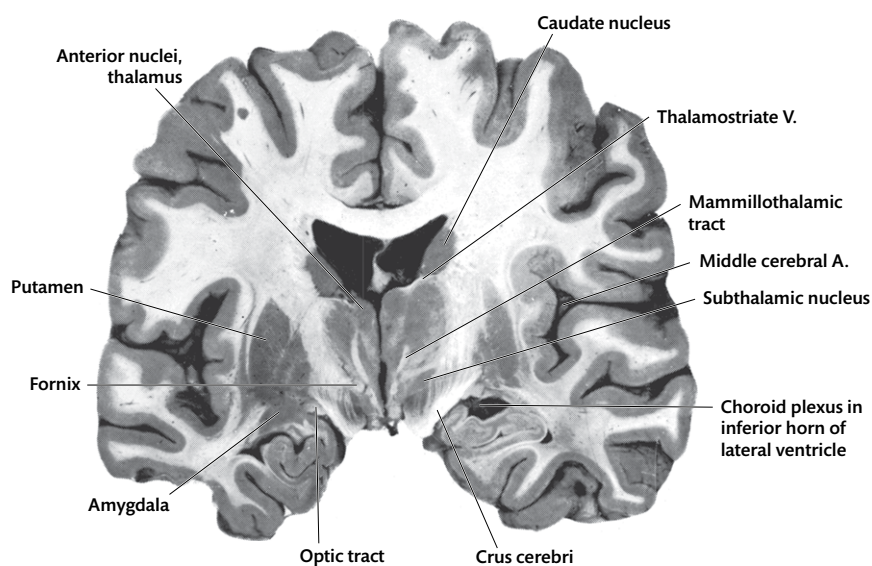 Caudate nucleus
Anterior nuclei,
thalamus
Thalamostriate V.
Mammillothalamic
tract
Middle cerebral A.
Putamen
Subthalamic nucleus
Fornix
Choroid plexus in
inferior horn of
lateral ventricle
Amygdala
Optic tract
Crus cerebri